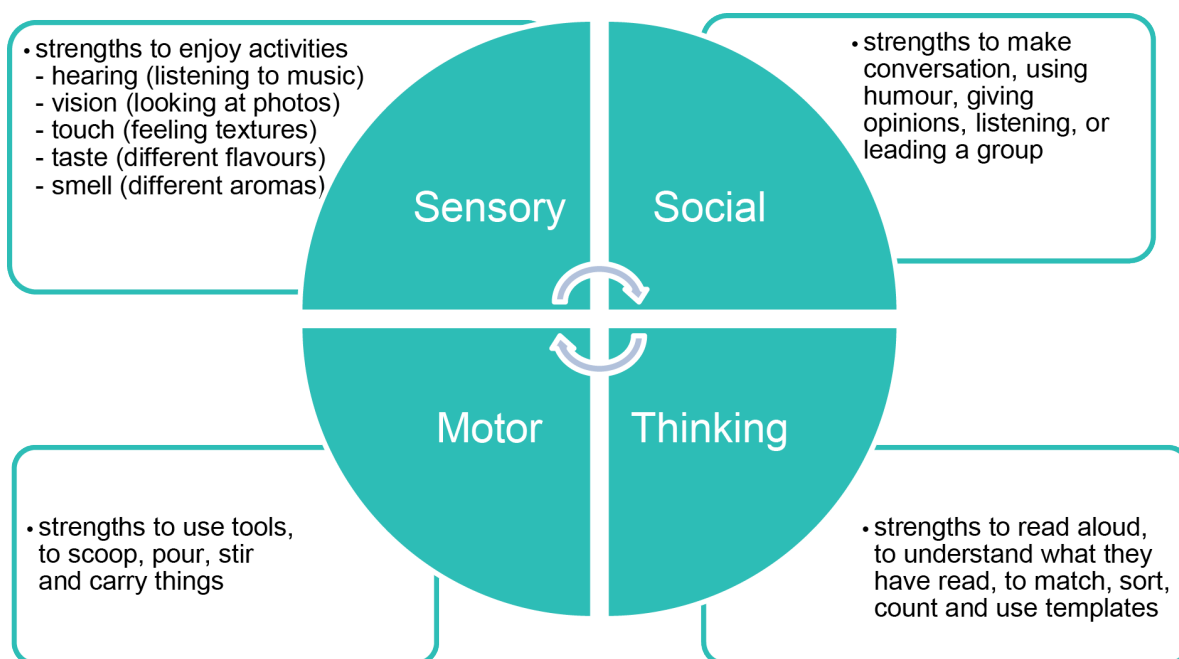 • strengths to enjoy activities
- hearing (listening to music)
- vision (looking at photos)
- touch (feeling textures)
- taste (different flavours)
- smell (different aromas)
Sensory
Social
• strengths to make
conversation, using
humour, giving
opinions, listening, or
leading a group
Motor
Thinking
• strengths to use tools,
to scoop, pour, stir
and carry things
• strengths to read aloud,
to understand what they
have read, to match, sort,
count and use templates